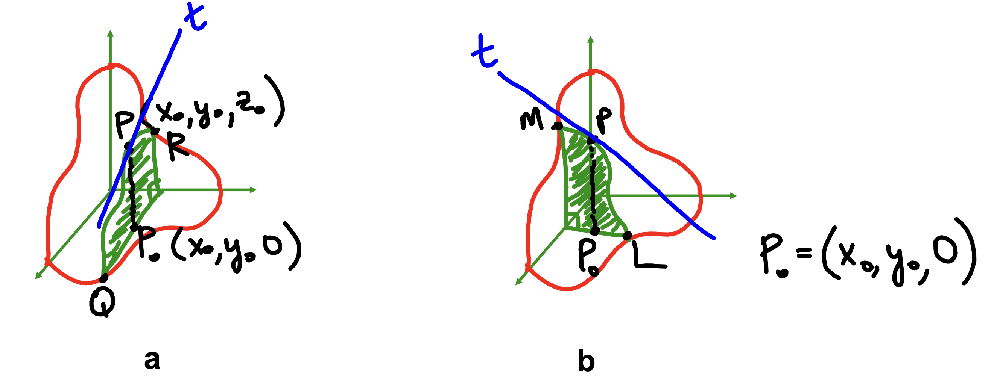 t
P (x₀, y₀, z₀)
R
P₀ (x₀, y₀, 0)
Q
a
t
M
P
P₀
L
b
P₀ = (x₀, y₀, 0)